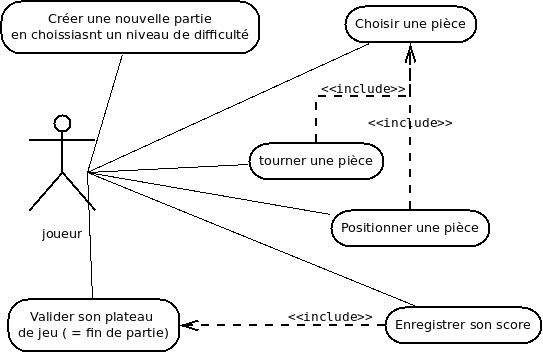 Créer une nouvelle partie
en choissiasnt un niveau de difficulté
Choisir une pièce
<<include>>
<<include>>
tourner une pièce
Positionner une pièce
joueur
Valider son plateau
de jeu ( = fin de partie)
<<include>>
Enregistrer son score